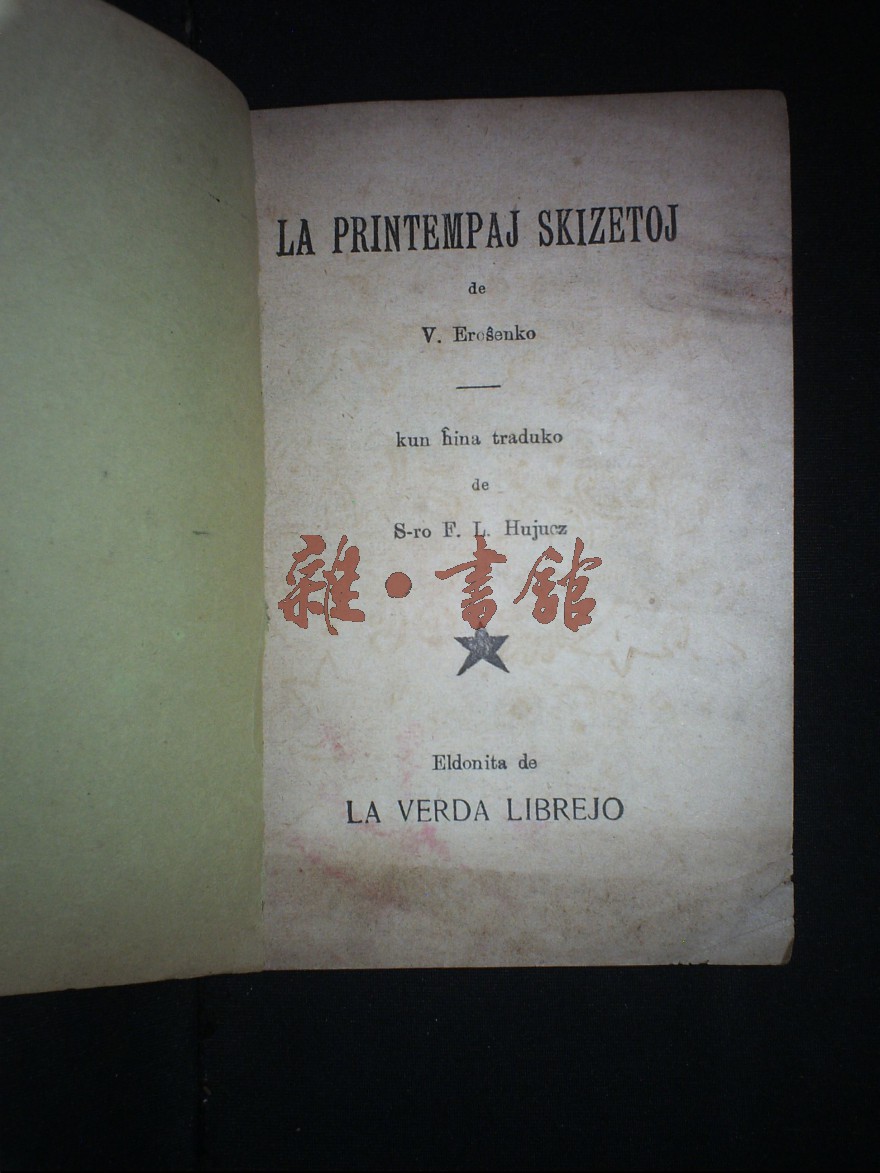 LA PRINTEMPAJ SKIZETOJ
de
V. Eroŝenko
kun ĥina traduko
de
S-ro F. L. Hujucz
雜·書館
Eldonita de
LA VERDA LIBREJO